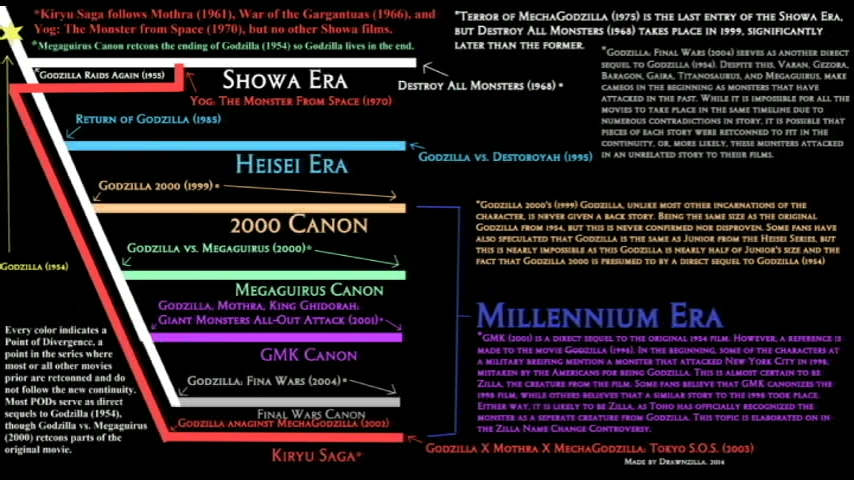 *Kiryu Saga follows Mothra (1961), War of the Gargantuas (1966), and
Yog: The Monster from Space (1970), but no other Showa films.
*Megaguirus Canon retcons the ending of Godzilla (1954) so Godzilla lives in the end.
*Godzilla Raids Again (1955)
Showa Era
Yog: The Monster from Space (1970)
Destroy All Monsters (1968) *
*Terror of MechaGodzilla (1975) is the last entry of the Showa Era,
but Destroy All Monsters (1968) takes place in 1999, significantly
later than the former.
*Godzilla: Final Wars (2004) serves as another direct
sequel to Godzilla (1954). Despite this, Varan, Gezora,
Baragon, Gaira, Titanosaurus, and Megaguirus, make
cameos in the beginning as monsters that have
attacked in the past. While it is impossible for all the
movies to take place in the same timeline due to
numerous contradictions in story, it is possible that
pieces of each story were retconned to fit in the
continuity, or, more likely, these monsters attacked
in an unrelated story to their films.
Return of Godzilla (1985)
Heisei Era
Godzilla vs. Destoroyah (1995)
Godzilla 2000 (1999)*
2000 Canon
*Godzilla 2000's (1999) Godzilla, unlike most other incarnations of the
character, is never given a back story. Being the same size as the original
Godzilla from 1954, but this is never confirmed nor disproven. Some fans have
also speculated that Godzilla is the same as Junior from the Heisei Series, but
this is nearly impossible as this Godzilla is nearly half of Junior's size and the
fact that Godzilla 2000 is presumed to by a direct sequel to Godzilla (1954)
Godzilla vs. Megaguirus (2000)*
Megaguirus Canon
Godzilla (1954)
Godzilla, Mothra, King Ghidorah:
Giant Monsters All-Out Attack (2001)*
GMK Canon
Millennium Era
*GMK (2001) is a direct sequel to the original 1954 film. However, a reference is
made to the movie Godzilla (1998). In the beginning, some of the characters at
a military breifing mention a monster that attacked New York City in 1998,
mistaken by the Americans for being Godzilla. This is almost certain to be
Zilla, the creature from the film. Some fans believe that GMK canonizes the
1998 film, while others believes that a similar story to the 1998 took place.
Either way, it is likely to be Zilla, as Toho has officially recognized the
monster as a seperate creature from Godzilla. This topic is elaborated on in
the Zilla Name Change Controversy.
Every color indicates a
Point of Divergence, a
point in the series where
most or all other movies
prior are retconned and do
not follow the new continuity.
Most PODs serve as direct
sequels to Godzilla (1954),
though Godzilla vs. Megaguirus
(2000) retcons parts of the
original movie.
Godzilla: Fina Wars (2004)*
Final Wars Canon
Godzilla anaginst MechaGodzilla (2002)
Kiryu Saga*
Godzilla X Mothra X MechaGodzilla: Tokyo S.O.S. (2003)
Made by Drawnzilla. 2014